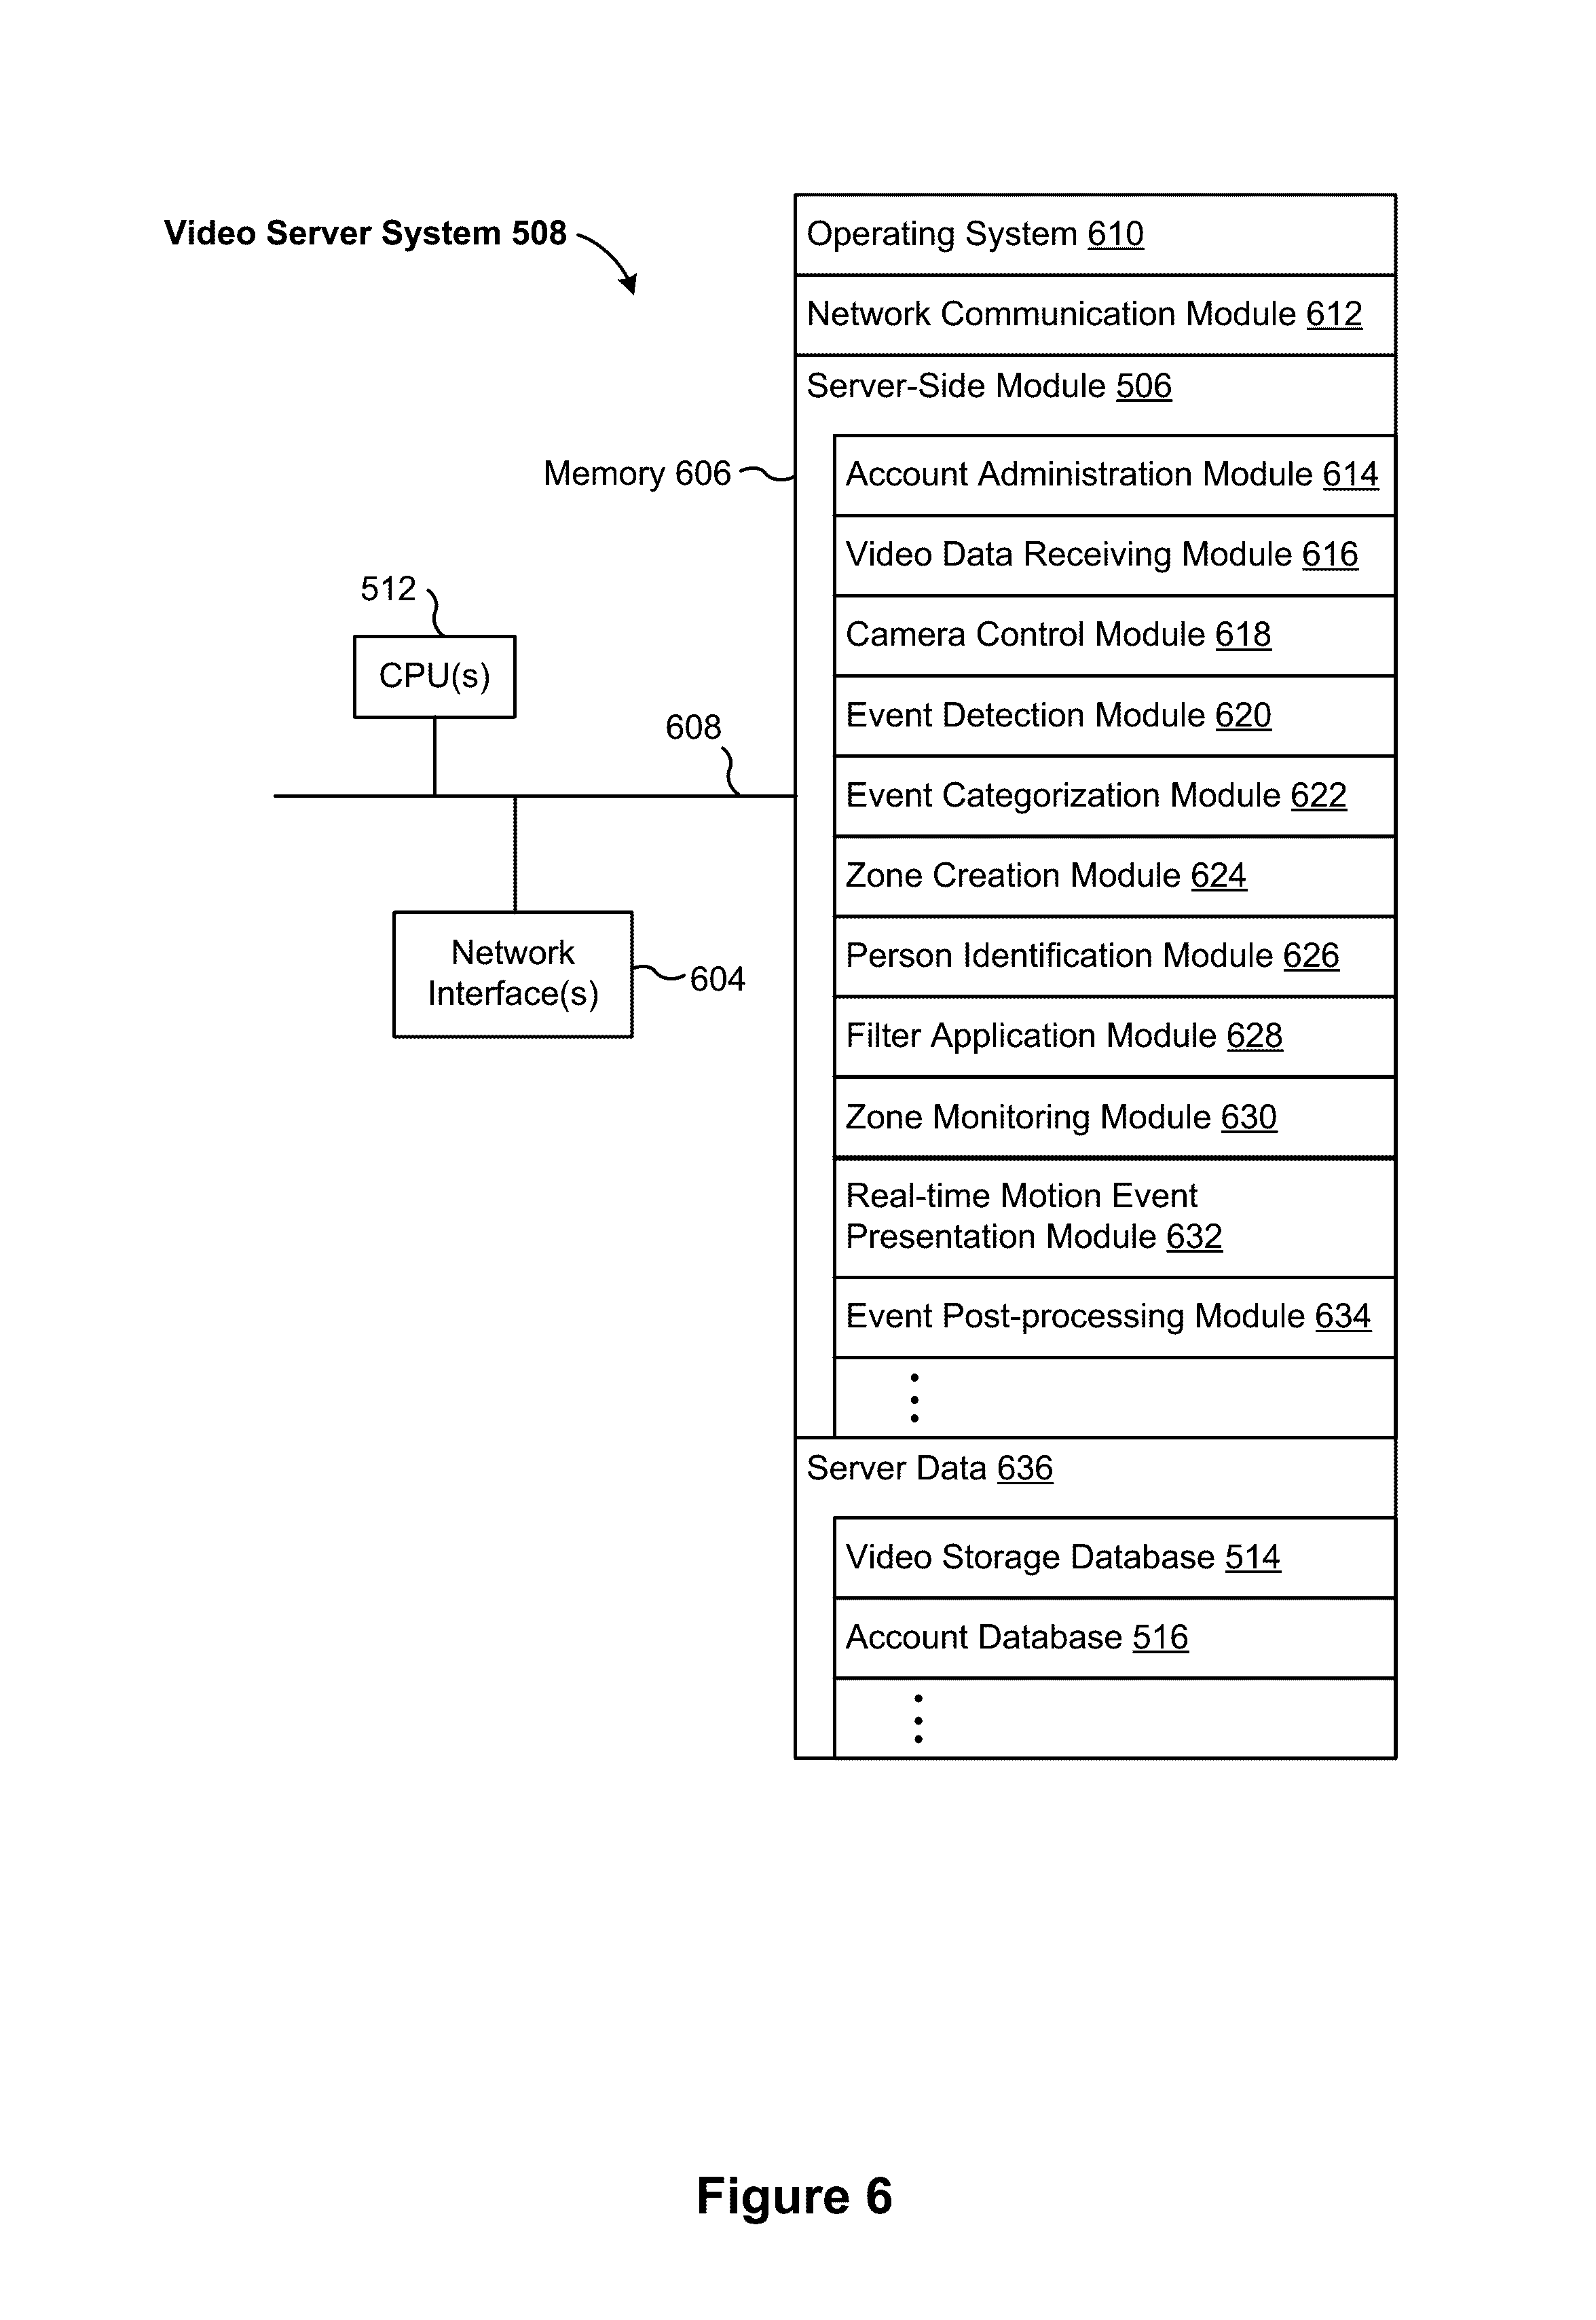 Video Server System 508
Operating System 610
Network Communication Module 612
Server-Side Module 506
Memory 606
Account Administration Module 614
Video Data Receiving Module 616
Camera Control Module 618
Event Detection Module 620
Event Categorization Module 622
Zone Creation Module 624
Person Identification Module 626
Filter Application Module 628
Zone Monitoring Module 630
Real-time Motion Event
Presentation Module 632
Event Post-processing Module 634
Server Data 636
Video Storage Database 514
Account Database 516
512
CPU(s)
608
Network
Interface(s)
604
Figure 6